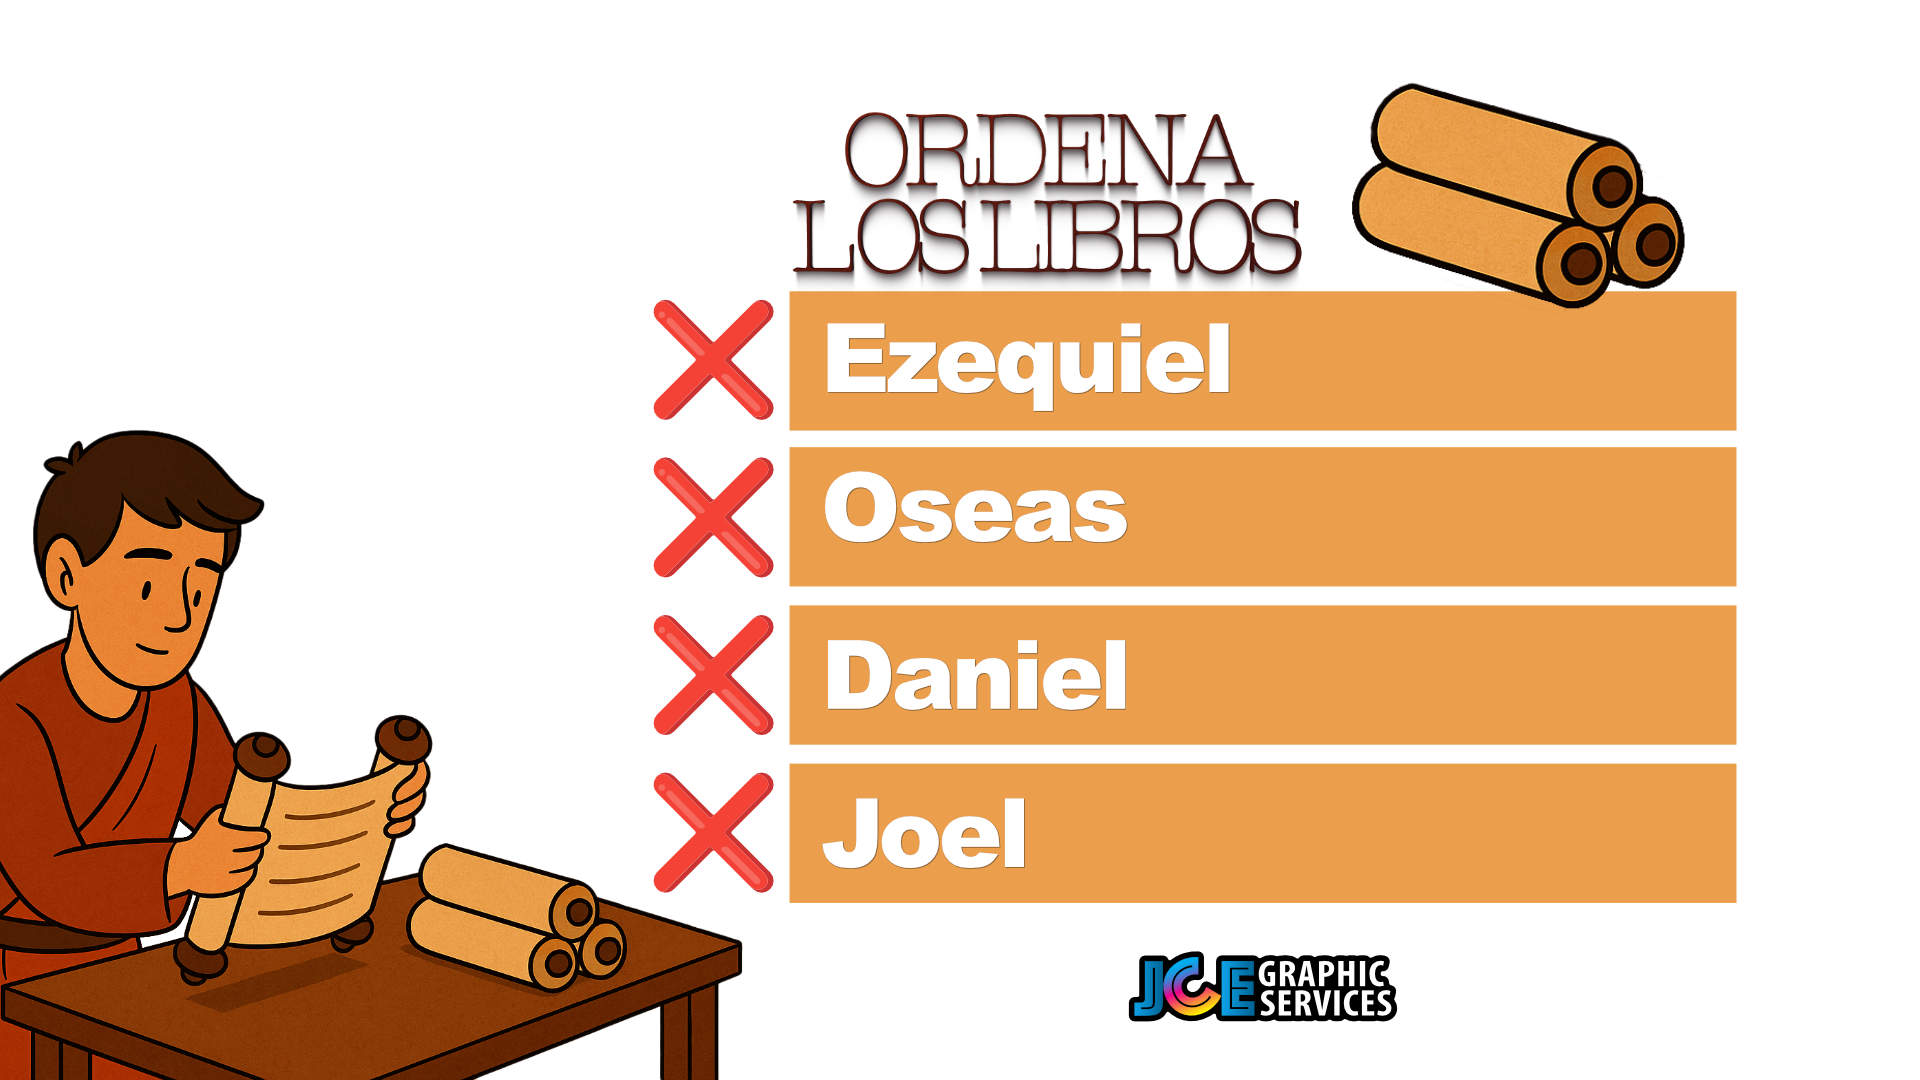 ORDENA
LOS LIBROS
Ezequiel
Oseas
Daniel
Joel
JCE GRAPHIC
SERVICES